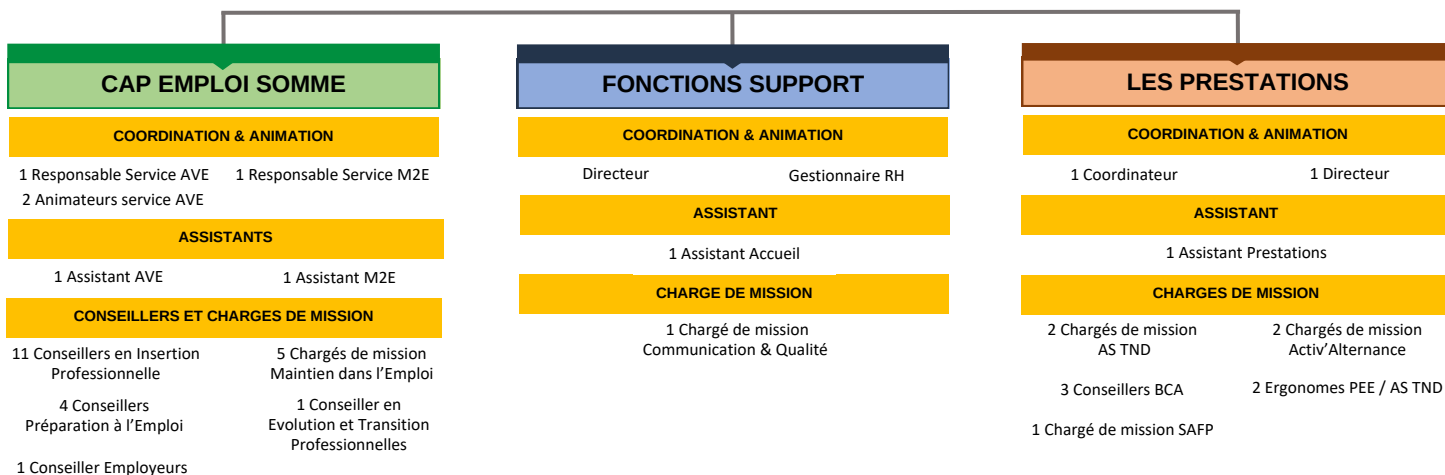 CAP EMPLOI SOMME
COORDINATION & ANIMATION
1 Responsable Service AVE
1 Responsable Service M2E
2 Animateurs service AVE
ASSISTANTS
1 Assistant AVE
1 Assistant M2E
CONSEILLERS ET CHARGES DE MISSION
11 Conseillers en Insertion
Professionnelle
5 Chargés de mission
Maintien dans l’Emploi
4 Conseillers
Préparation à l’Emploi
1 Conseiller en
Evolution et Transition
Professionnelles
1 Conseiller Employeurs
FONCTIONS SUPPORT
COORDINATION & ANIMATION
Directeur
Gestionnaire RH
ASSISTANT
1 Assistant Accueil
CHARGE DE MISSION
1 Chargé de mission
Communication & Qualité
LES PRESTATIONS
COORDINATION & ANIMATION
1 Coordinateur
1 Directeur
ASSISTANT
1 Assistant Prestations
CHARGES DE MISSION
2 Chargés de mission
AS TND
2 Chargés de mission
Activ’Alternance
3 Conseillers BCA
2 Ergonomes PEE / AS TND
1 Chargé de mission SAFP